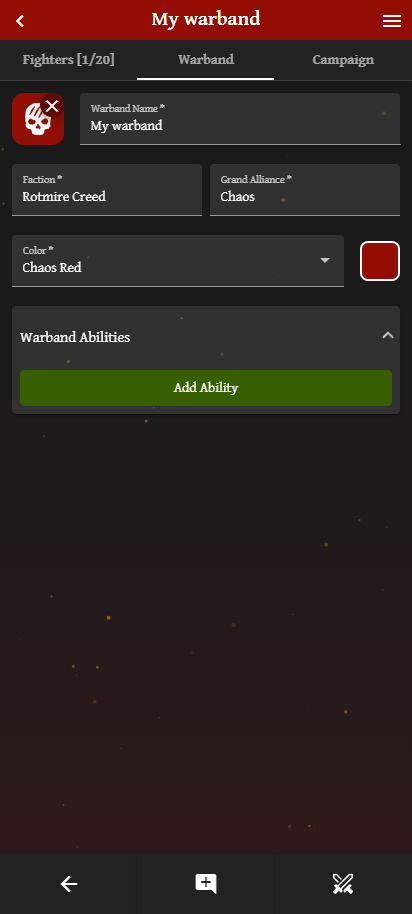 My warband
Fighters [1/20]
Warband
Campaign
Warband Name *
My warband
Faction *
Grand Alliance *
Rotmire Creed
Chaos
Color *
Chaos Red
Warband Abilities
Add Ability